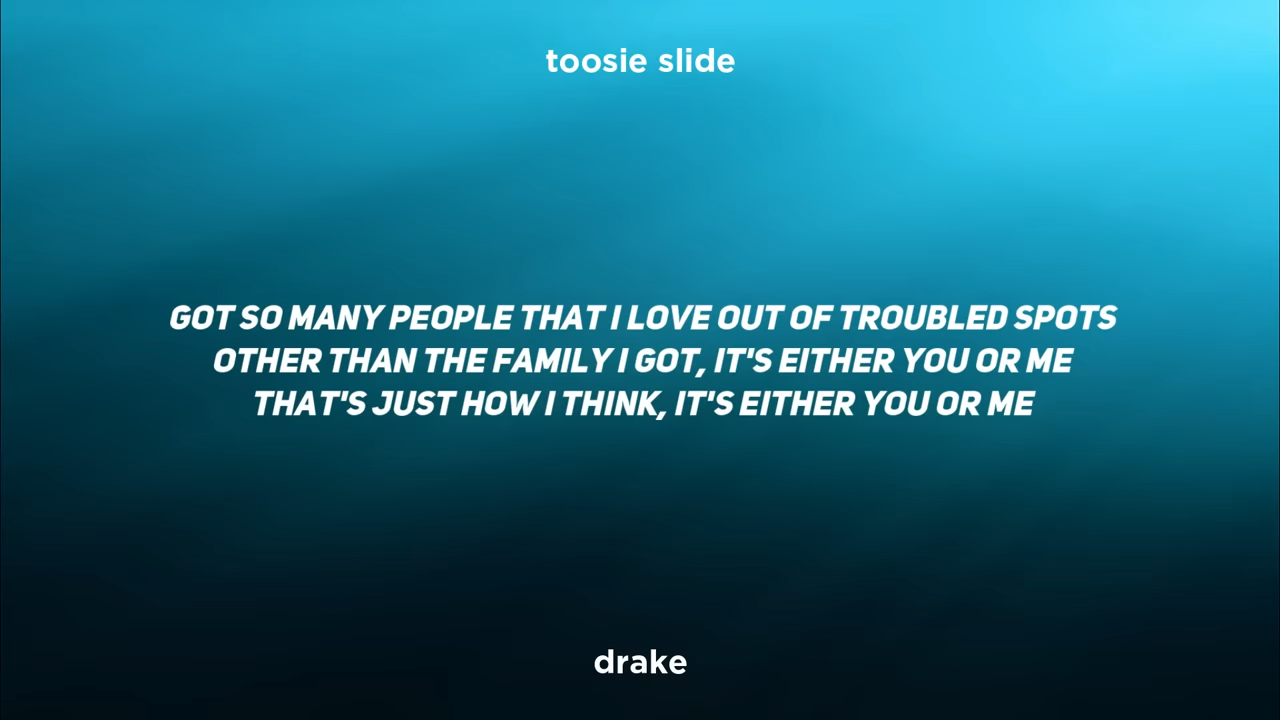 toosie slide
GOT SO MANY PEOPLE THAT I LOVE OUT OF TROUBLED SPOTS
OTHER THAN THE FAMILY I GOT, IT'S EITHER YOU OR ME
THAT'S JUST HOW I THINK, IT'S EITHER YOU OR ME
drake